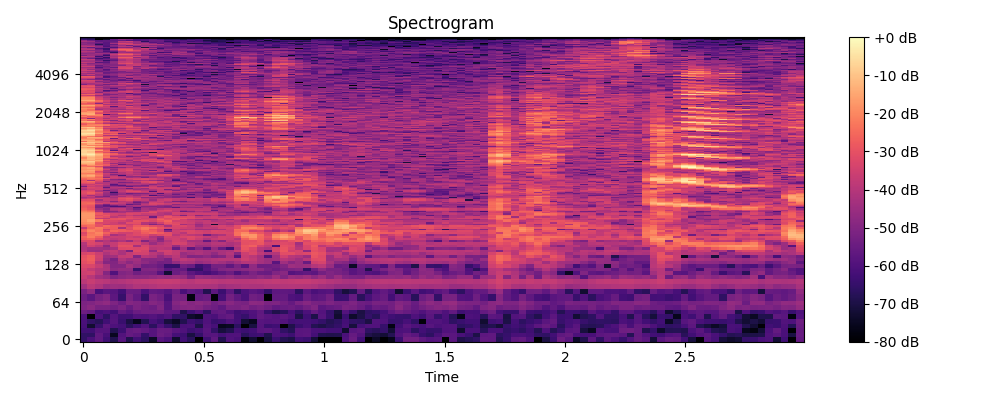 Spectrogram
Hz
4096
2048
1024
512
256
128
64
0
0
0.5
1
1.5
2
2.5
Time
+0 dB
-10 dB
-20 dB
-30 dB
-40 dB
-50 dB
-60 dB
-70 dB
-80 dB